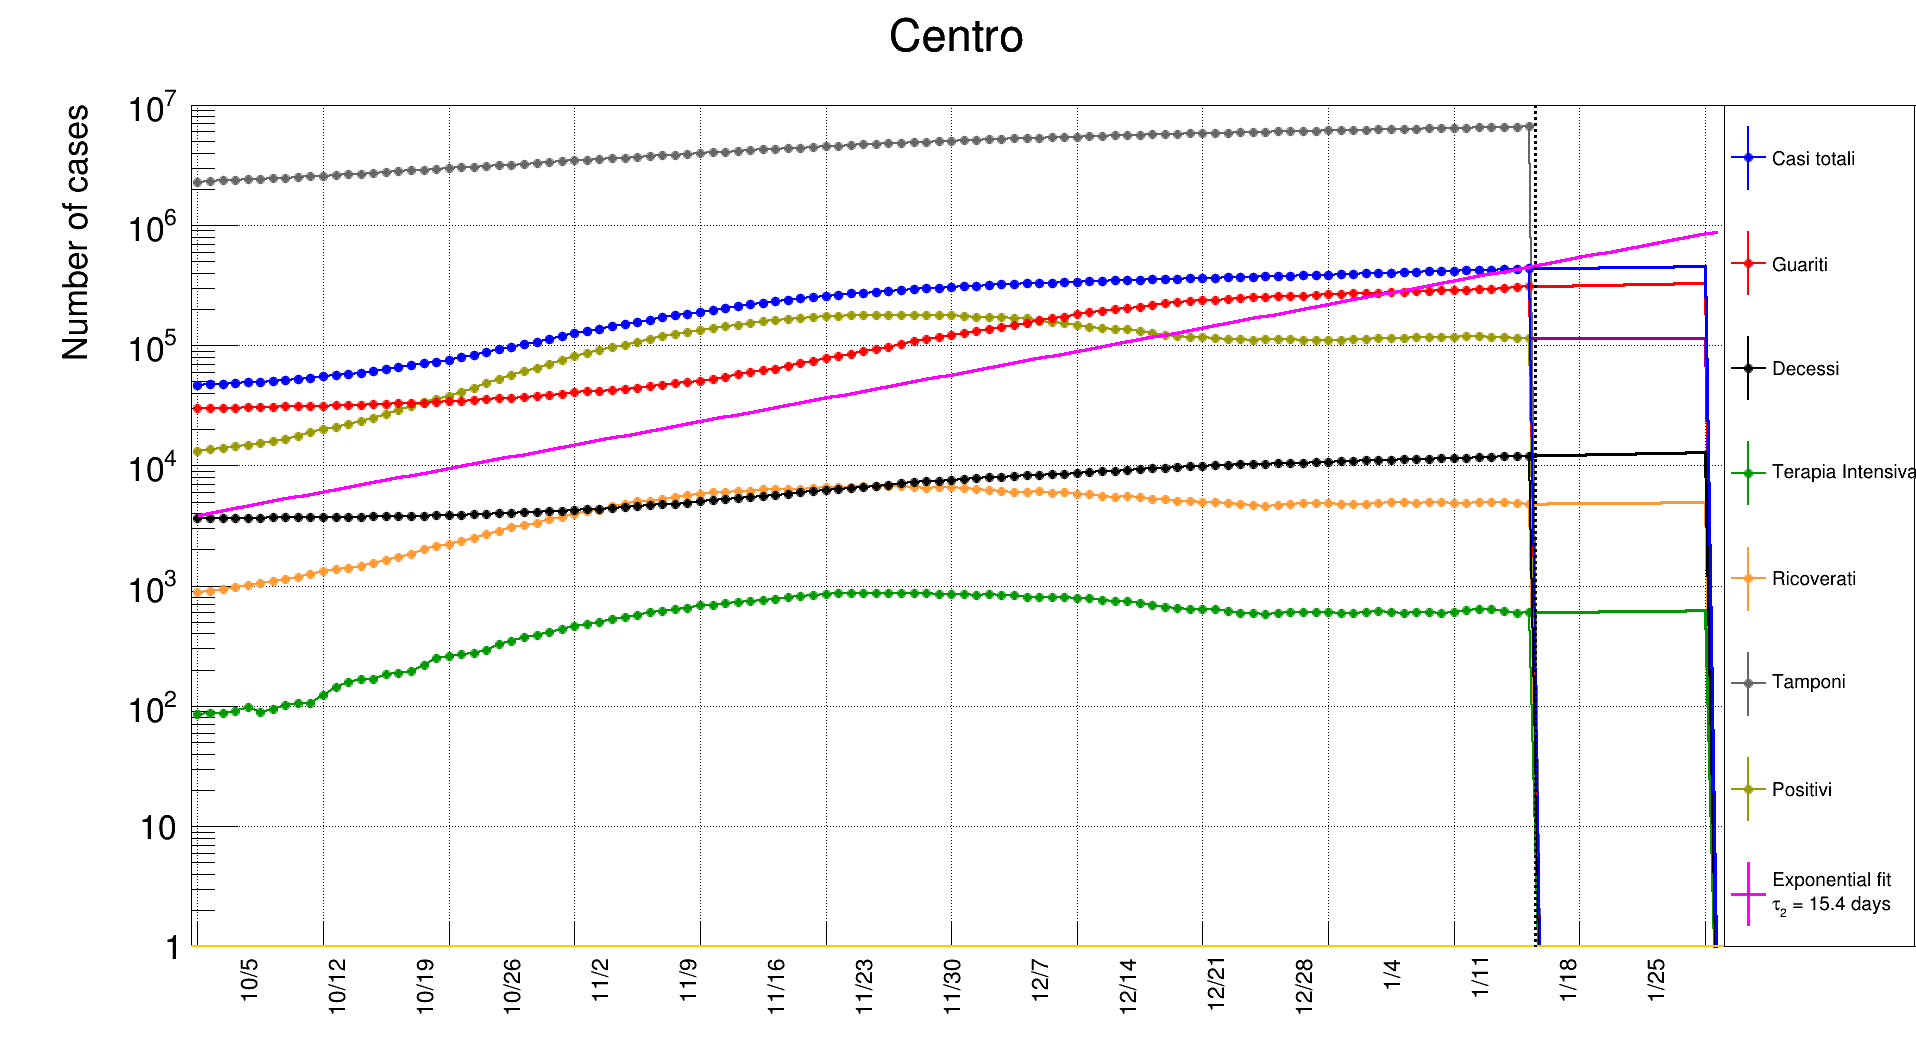 Centro
Number of cases
10^7
10^6
10^5
10^4
10^3
10^2
10
1
10/5
10/12
10/19
10/26
11/2
11/9
11/16
11/23
11/30
12/7
12/14
12/21
12/28
1/4
1/11
1/18
1/25
Casi totali
Guariti
Decessi
Terapia Intensiva
Ricoverati
Tamponi
Positivi
Exponential fit
τ_2 = 15.4 days